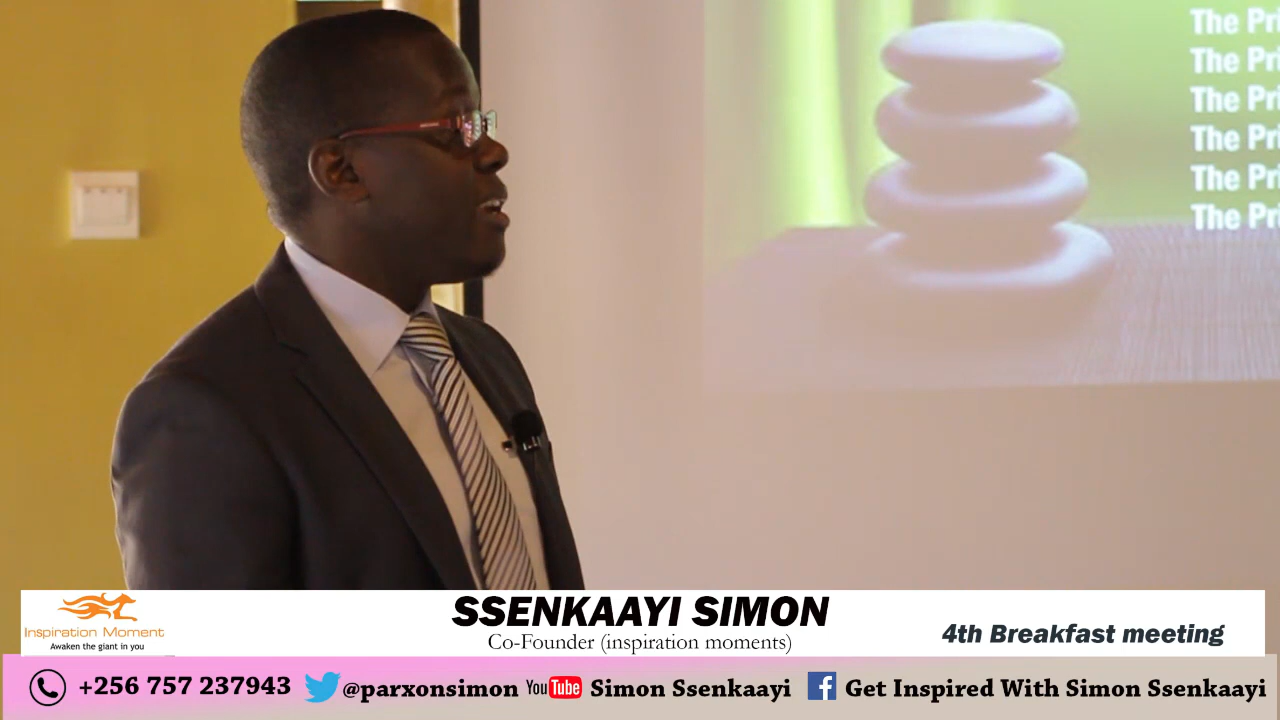 The Pri
The Pri
The Pri
The Pri
The Pri
The Pri
Inspiration Moment
Awaken the giant in you
SSENKAAYI SIMON
Co-Founder (inspiration moments)
4th Breakfast meeting
+256 757 237943 @parxonsimon YouTube Simon Ssenkaayi f Get Inspired With Simon Ssenkaayi